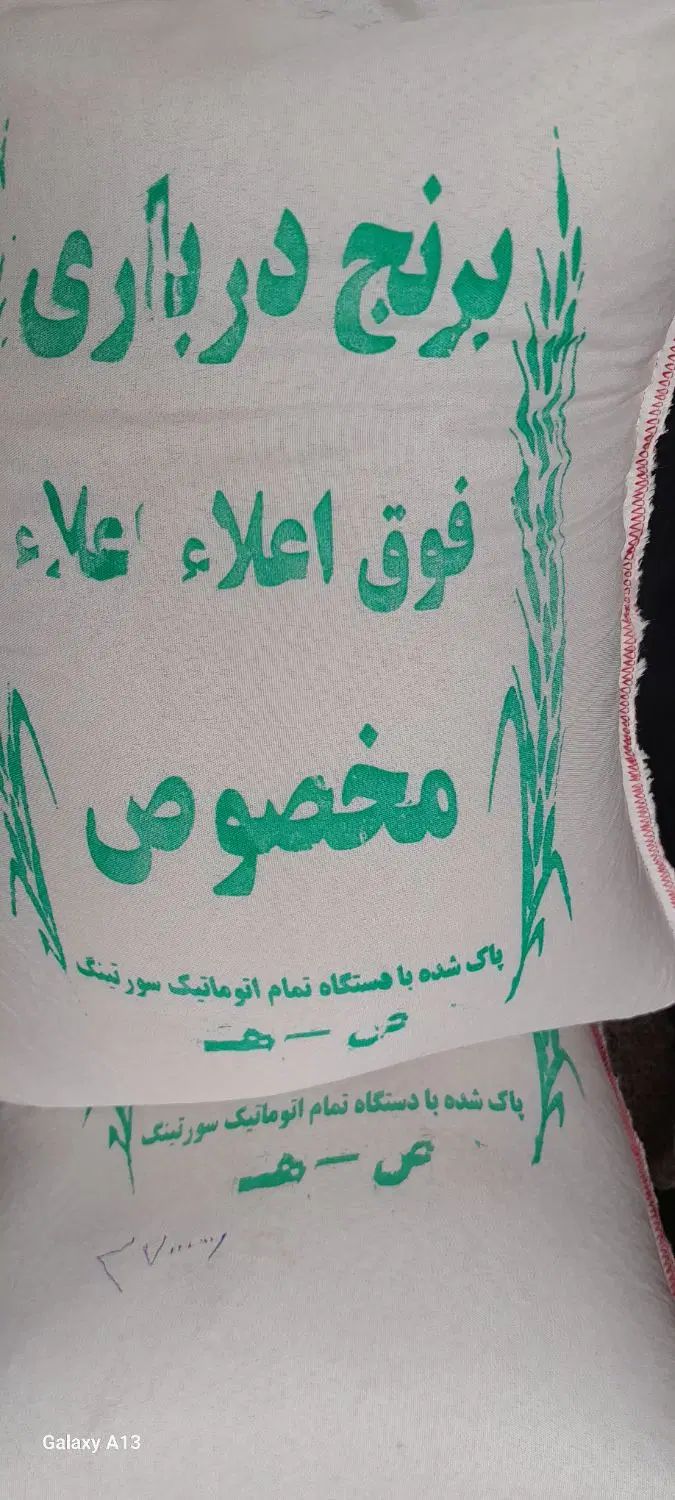 برنج درباری
فوق اعلاء اعلاء
مخصوص
پاک شده با دستگاه تمام اتوماتیک سورتینگ
ص - هـ
پاک شده با دستگاه تمام اتوماتیک سورتینگ
ص - هـ
Galaxy A13